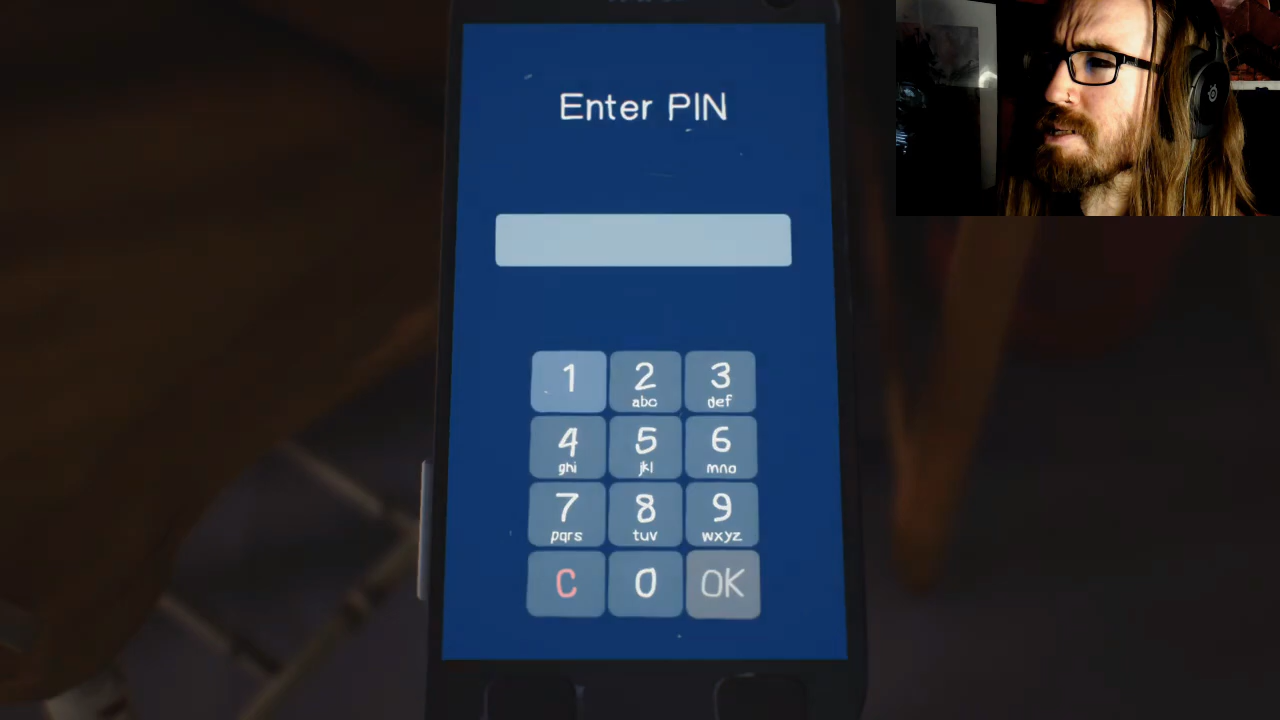 Enter PIN
1 2 3
abc def
4 5 6
ghi jkl mno
7 8 9
pqrs tuv wxyz
C 0 OK